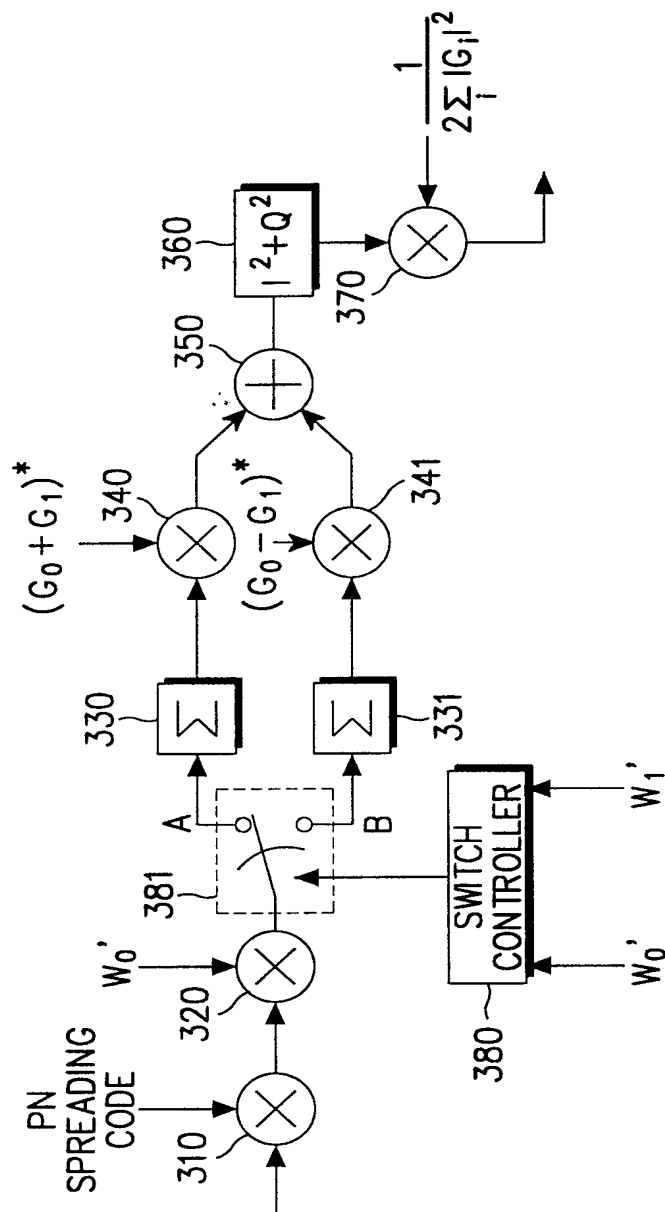 PN
SPREADING
CODE
310
W₀'
320
381
A
B
330
Σ
331
Σ
(G₀+G₁)*
340
(G₀−G₁)*
341
350
360
I²+Q²
370
1
2Σ|Gᵢ|²
i
380
SWITCH
CONTROLLER
W₀'
W₁'